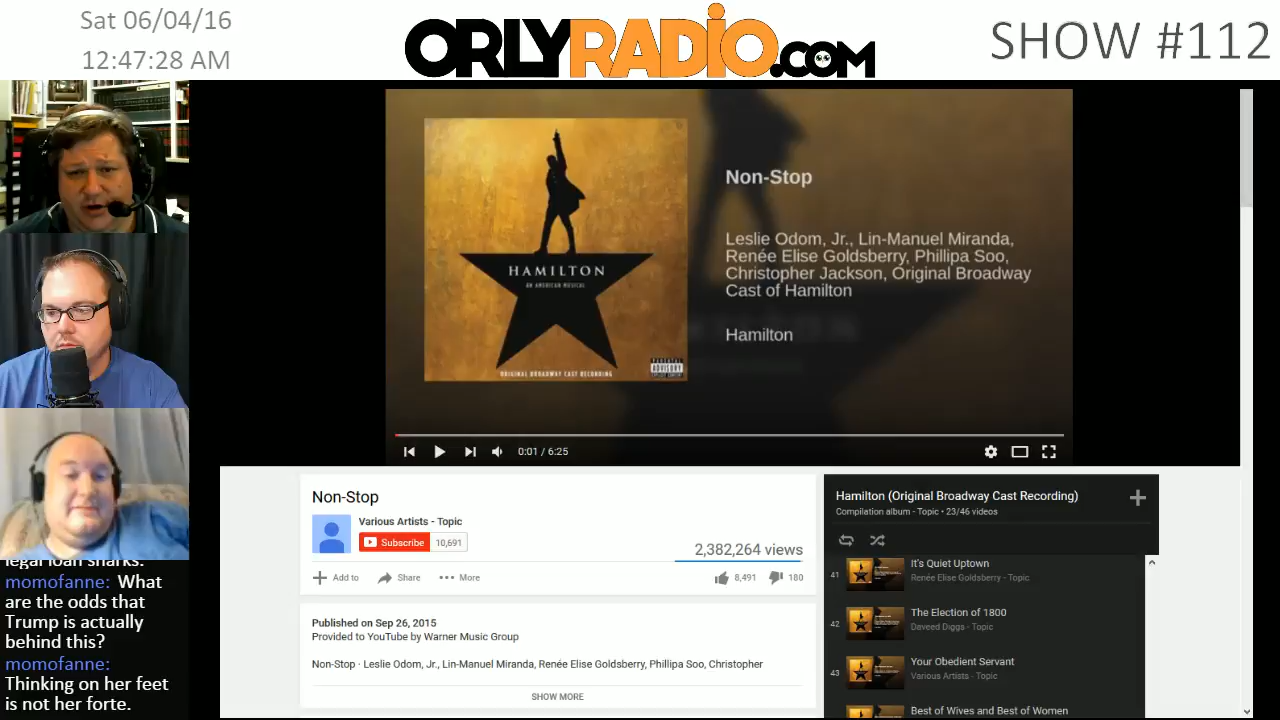 Sat 06/04/16
12:47:28 AM
ORLYRADIO.COM
SHOW #112
HAMILTON
AN AMERICAN MUSICAL
ORIGINAL BROADWAY CAST RECORDING
PARENTAL
ADVISORY
EXPLICIT CONTENT
Non-Stop
Leslie Odom, Jr., Lin-Manuel Miranda,
Renée Elise Goldsberry, Phillipa Soo,
Christopher Jackson, Original Broadway
Cast of Hamilton
Hamilton
0:01 / 6:25
Non-Stop
Various Artists - Topic
Subscribe 10,691
2,382,264 views
Add to Share More
8,491 180
Published on Sep 26, 2015
Provided to YouTube by Warner Music Group
Non-Stop · Leslie Odom, Jr., Lin-Manuel Miranda, Renée Elise Goldsberry, Phillipa Soo, Christopher
SHOW MORE
Hamilton (Original Broadway Cast Recording)
Compilation album - Topic • 23/46 videos
41 It's Quiet Uptown
Renée Elise Goldsberry - Topic
42 The Election of 1800
Daveed Diggs - Topic
43 Your Obedient Servant
Various Artists - Topic
Best of Wives and Best of Women
legal loan sharks.
momofanne: What
are the odds that
Trump is actually
behind this?
momofanne:
Thinking on her feet
is not her forte.